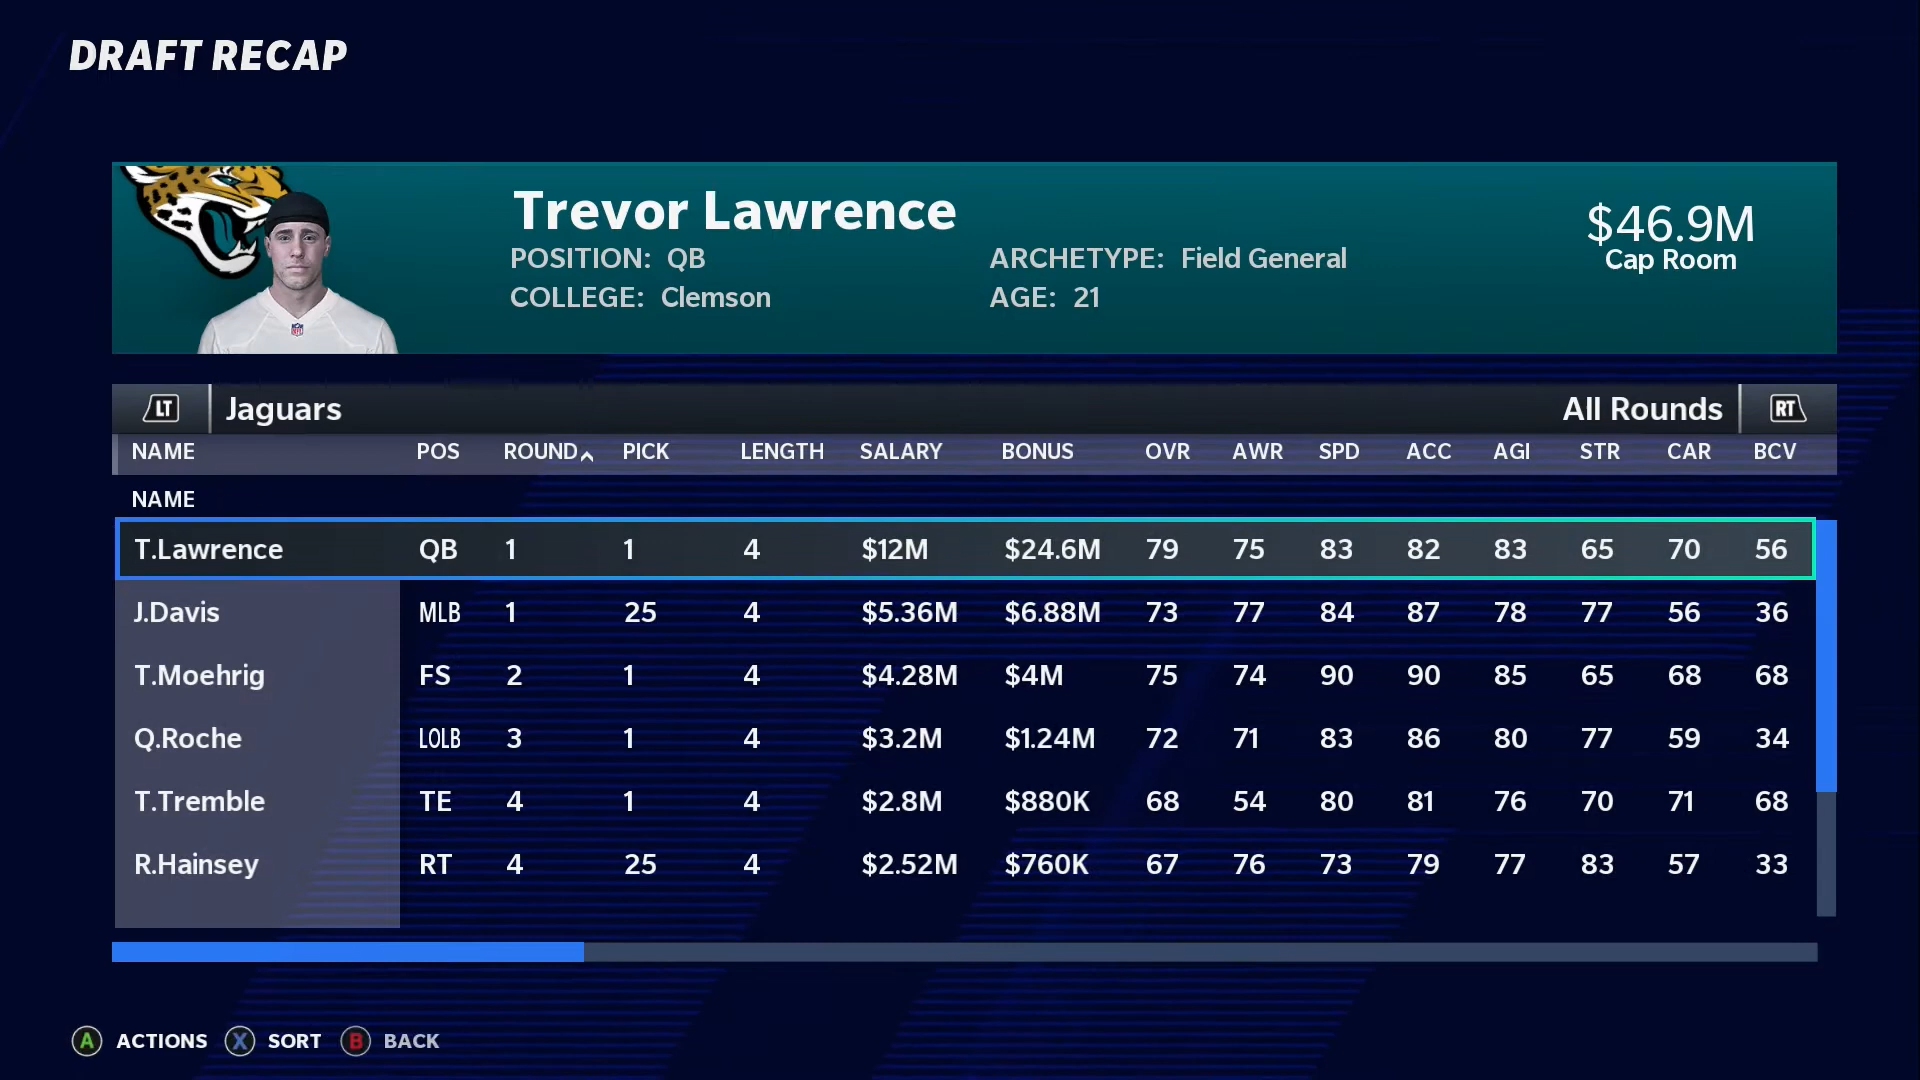 DRAFT RECAP
Trevor Lawrence
POSITION: QB ARCHETYPE: Field General
COLLEGE: Clemson AGE: 21
$46.9M
Cap Room
LT Jaguars All Rounds RT
NAME POS ROUND PICK LENGTH SALARY BONUS OVR AWR SPD ACC AGI STR CAR BCV
NAME
T.Lawrence QB 1 1 4 $12M $24.6M 79 75 83 82 83 65 70 56
J.Davis MLB 1 25 4 $5.36M $6.88M 73 77 84 87 78 77 56 36
T.Moehrig FS 2 1 4 $4.28M $4M 75 74 90 90 85 65 68 68
Q.Roche LOLB 3 1 4 $3.2M $1.24M 72 71 83 86 80 77 59 34
T.Tremble TE 4 1 4 $2.8M $880K 68 54 80 81 76 70 71 68
R.Hainsey RT 4 25 4 $2.52M $760K 67 76 73 79 77 83 57 33
A ACTIONS X SORT B BACK